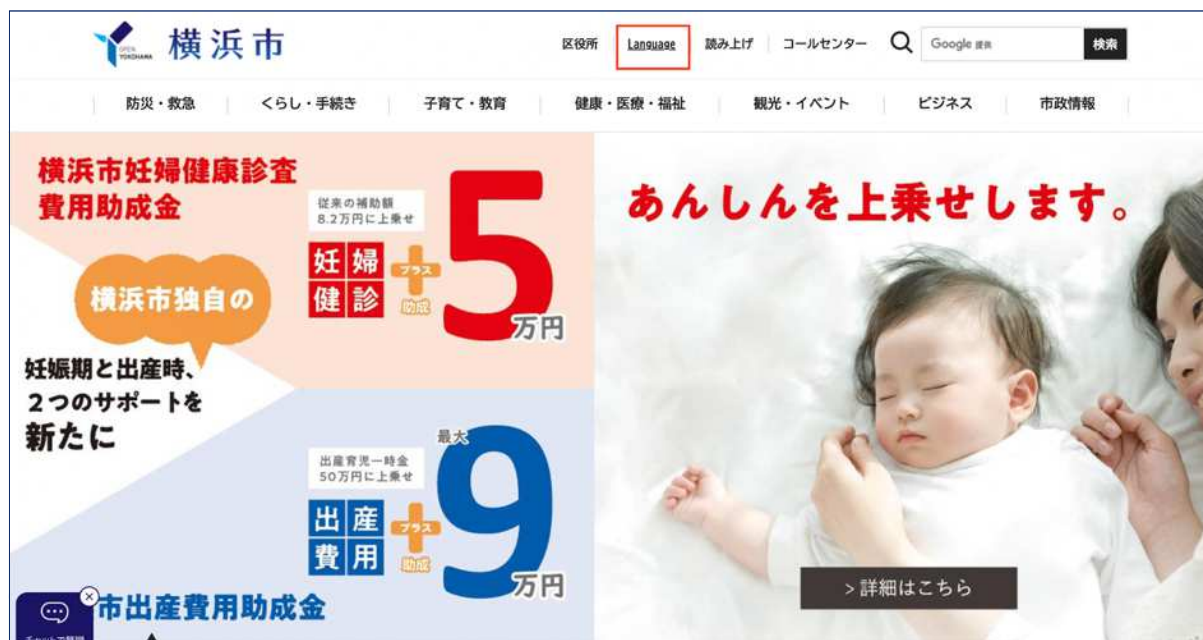 OPEN
YOKOHAMA
横浜市
区役所
Language
読み上げ
コールセンター
Google 提供
検索
防災・救急
くらし・手続き
子育て・教育
健康・医療・福祉
観光・イベント
ビジネス
市政情報
横浜市妊婦健康診査
費用助成金
従来の補助額
8.2万円に上乗せ
妊婦
健診
プラス
助成
5
万円
横浜市独自の
妊娠期と出産時、
2つのサポートを
新たに
出産育児一時金
50万円に上乗せ
出産
費用
プラス
助成
最大
9
万円
市出産費用助成金
あんしんを上乗せします。
>詳細はこちら